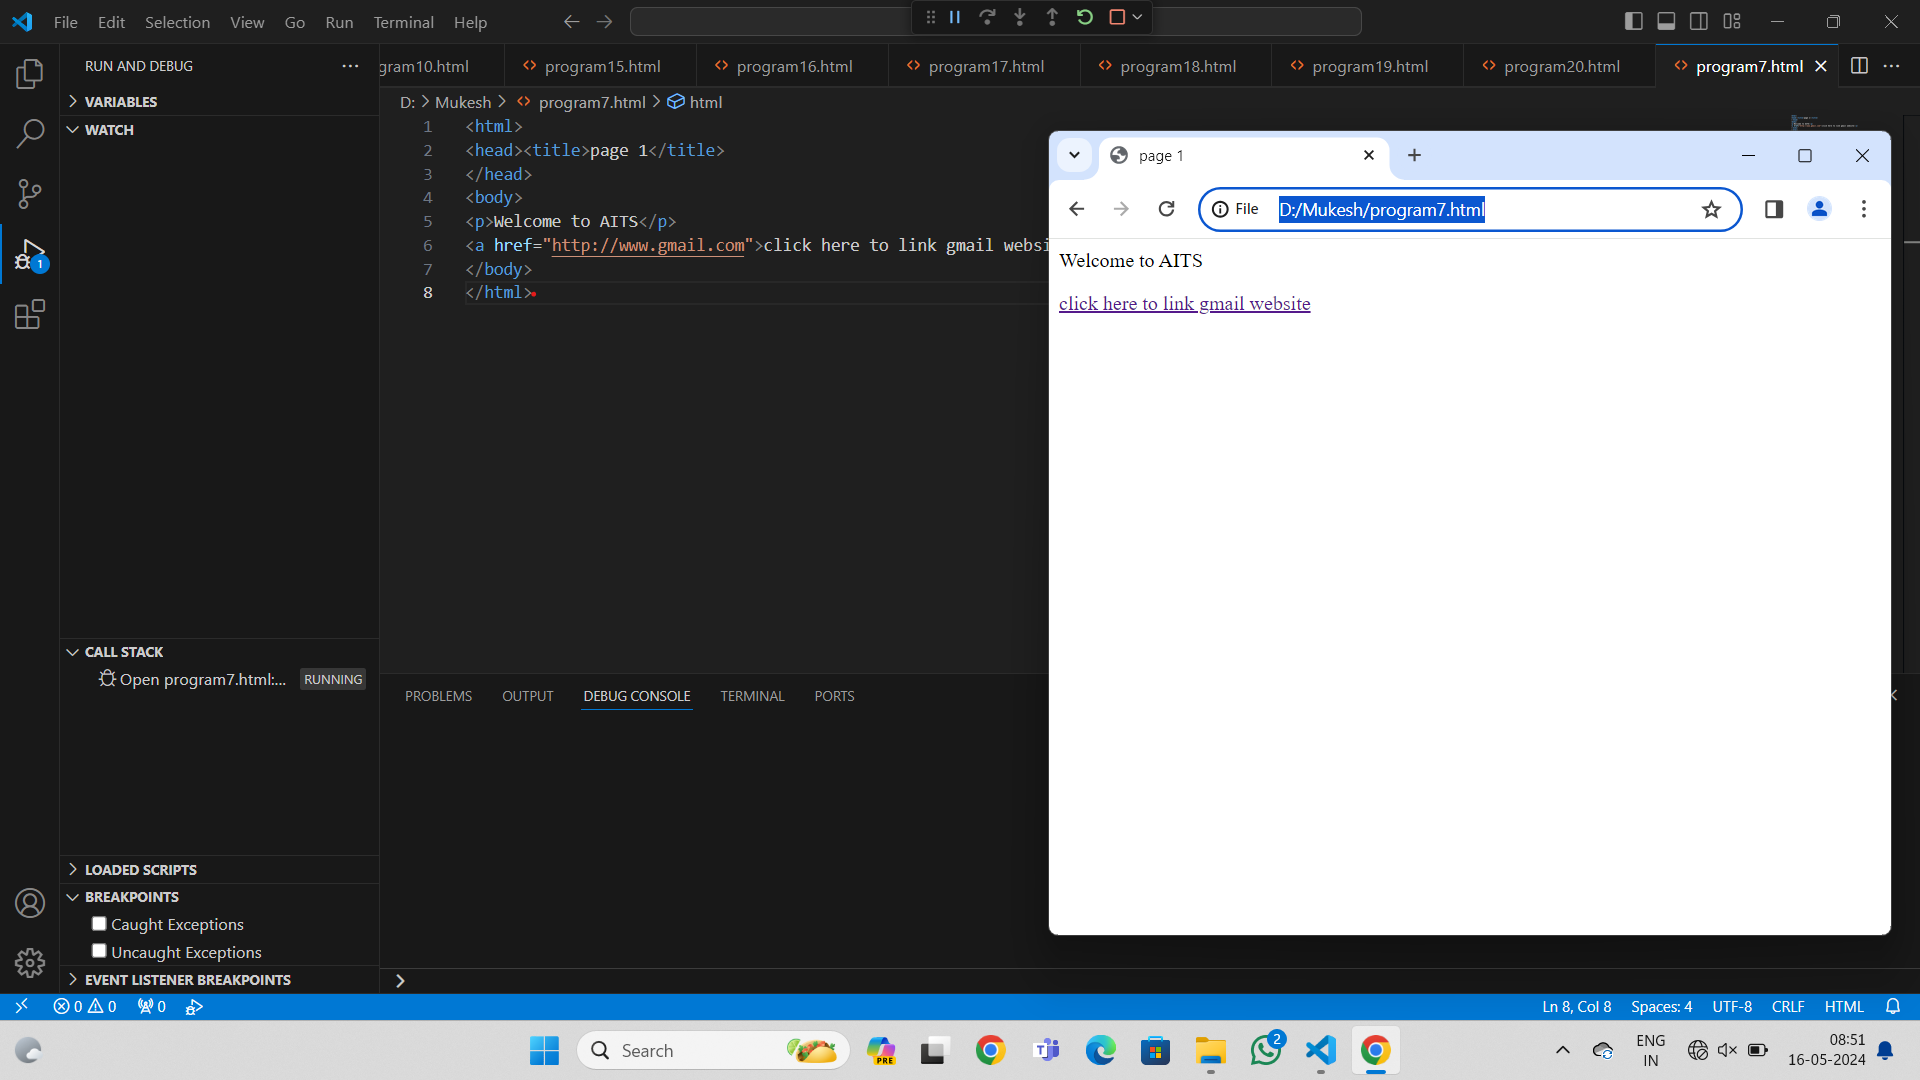 File Edit Selection View Go Run Terminal Help
RUN AND DEBUG
VARIABLES
WATCH
CALL STACK
Open program7.html:...
RUNNING
LOADED SCRIPTS
BREAKPOINTS
Caught Exceptions
Uncaught Exceptions
EVENT LISTENER BREAKPOINTS
1
gram10.html program15.html program16.html program17.html program18.html program19.html program20.html program7.html
D: > Mukesh > program7.html > html
1 <html>
2 <head><title>page 1</title>
3 </head>
4 <body>
5 <p>Welcome to AITS</p>
6 <a href="http://www.gmail.com">click here to link gmail websi
7 </body>
8 </html>
PROBLEMS OUTPUT DEBUG CONSOLE TERMINAL PORTS
page 1
File D:/Mukesh/program7.html
Welcome to AITS
click here to link gmail website
0 0 0
Ln 8, Col 8 Spaces: 4 UTF-8 CRLF HTML
Search
PRE
2
ENG
IN
08:51
16-05-2024